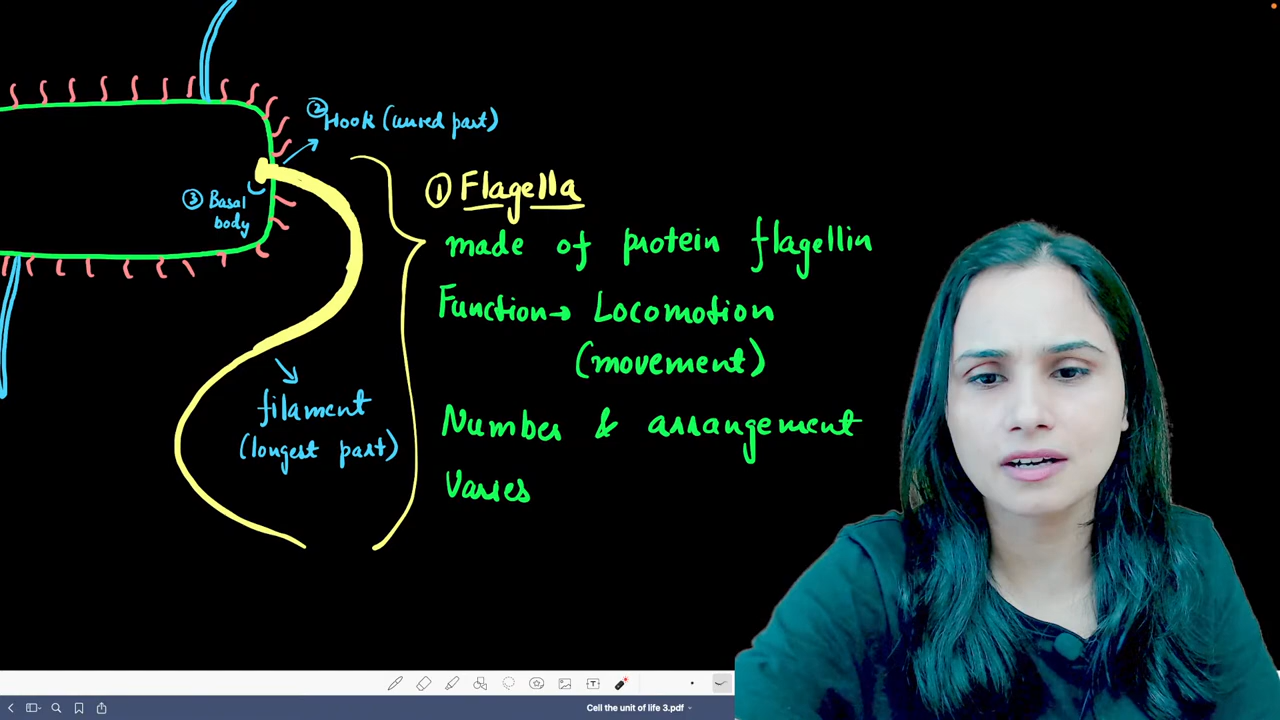 ② Hook (curved part)
③ Basal
body
① Flagella
made of protein flagellin
Function → Locomotion
(movement)
filament
(longest part)
Number & arrangement
Varies
Cell the unit of life 3.pdf